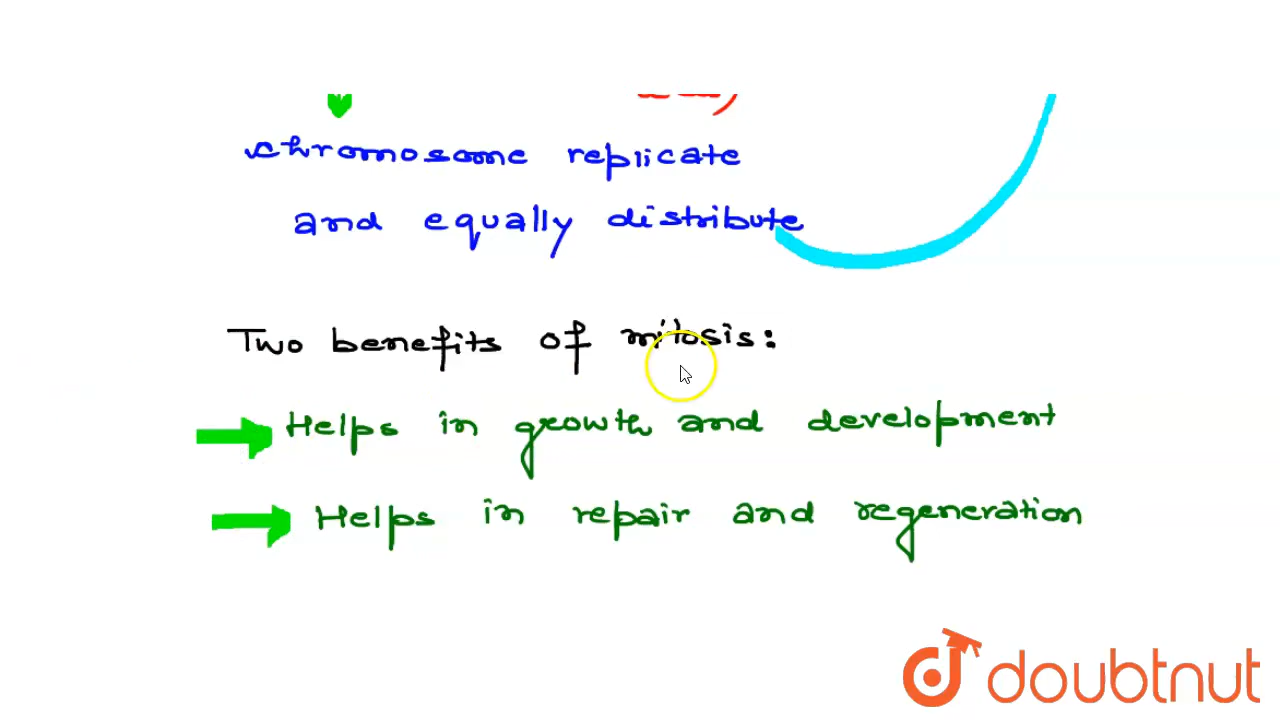 chromosome replicate
and equally distribute
Two benefits of mitosis:
Helps in growth and development
Helps in repair and regeneration
doubtnut